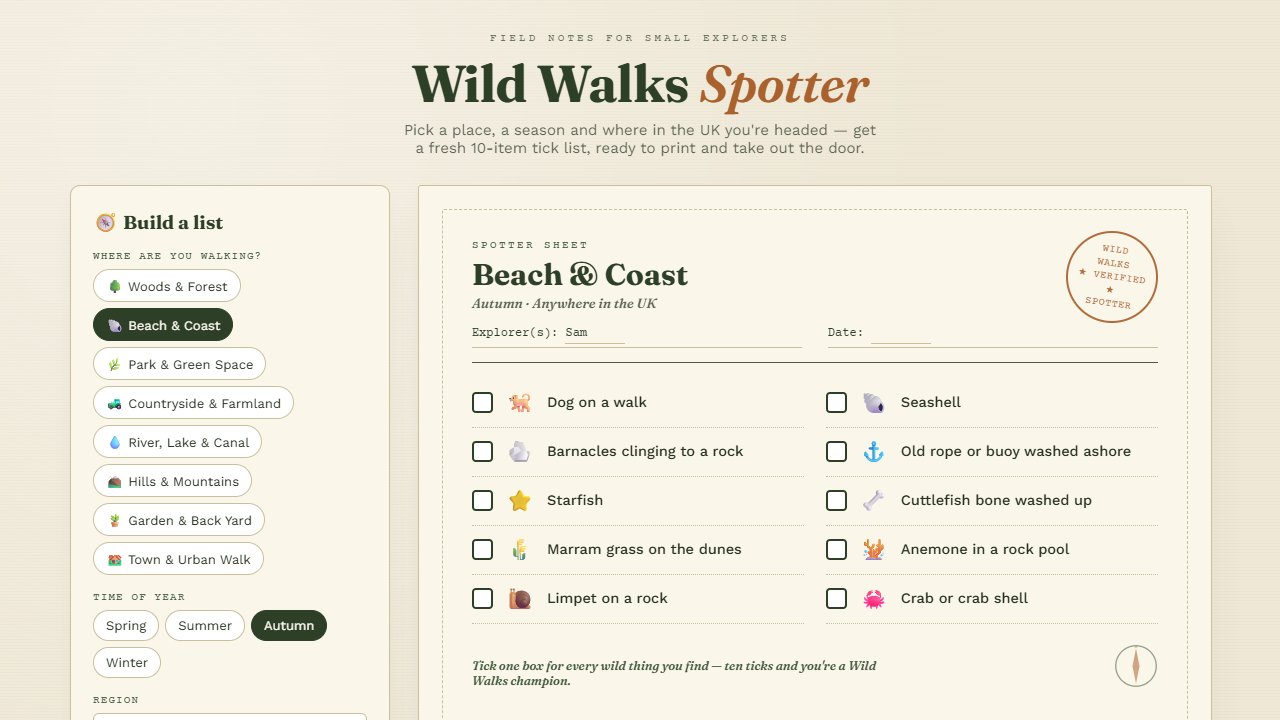 FIELD NOTES FOR SMALL EXPLORERS
Wild Walks Spotter
Pick a place, a season and where in the UK you're headed — get
a fresh 10-item tick list, ready to print and take out the door.
Build a list
WHERE ARE YOU WALKING?
Woods & Forest
Beach & Coast
Park & Green Space
Countryside & Farmland
River, Lake & Canal
Hills & Mountains
Garden & Back Yard
Town & Urban Walk
TIME OF YEAR
Spring
Summer
Autumn
Winter
REGION
SPOTTER SHEET
Beach & Coast
Autumn · Anywhere in the UK
WILD
WALKS
★ VERIFIED
★
SPOTTER
Explorer(s): Sam
Date:
Dog on a walk
Seashell
Barnacles clinging to a rock
Old rope or buoy washed ashore
Starfish
Cuttlefish bone washed up
Marram grass on the dunes
Anemone in a rock pool
Limpet on a rock
Crab or crab shell
Tick one box for every wild thing you find — ten ticks and you're a Wild
Walks champion.